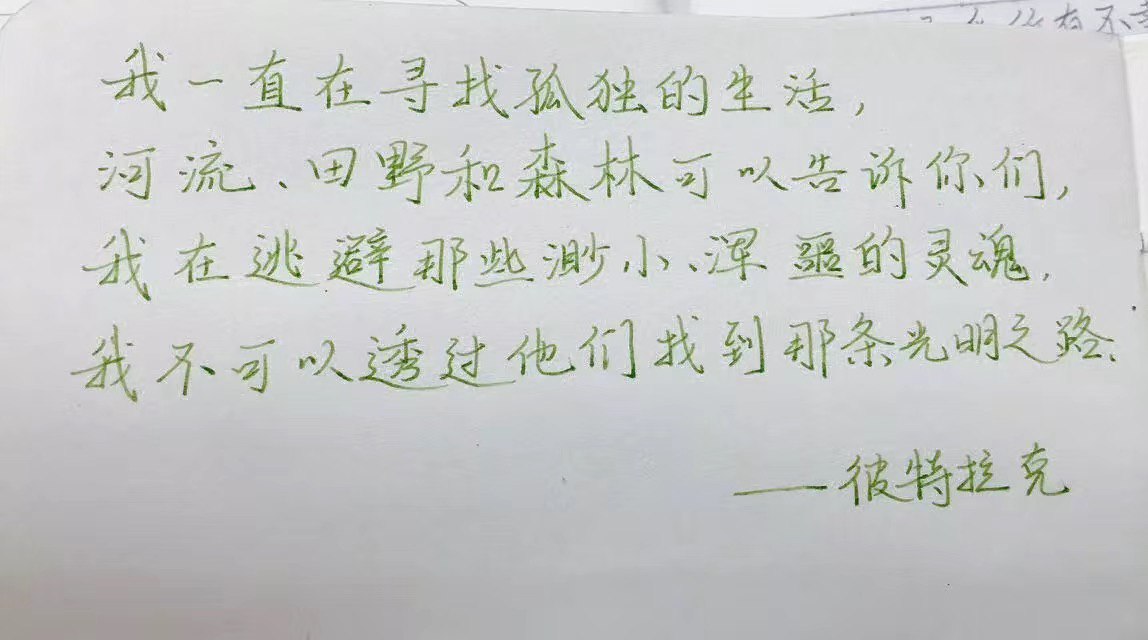 我一直在寻找孤独的生活,
河流、田野和森林可以告诉你们,
我在逃避那些渺小、浑噩的灵魂,
我不可以透过他们找到那条光明之路、
——彼特拉克